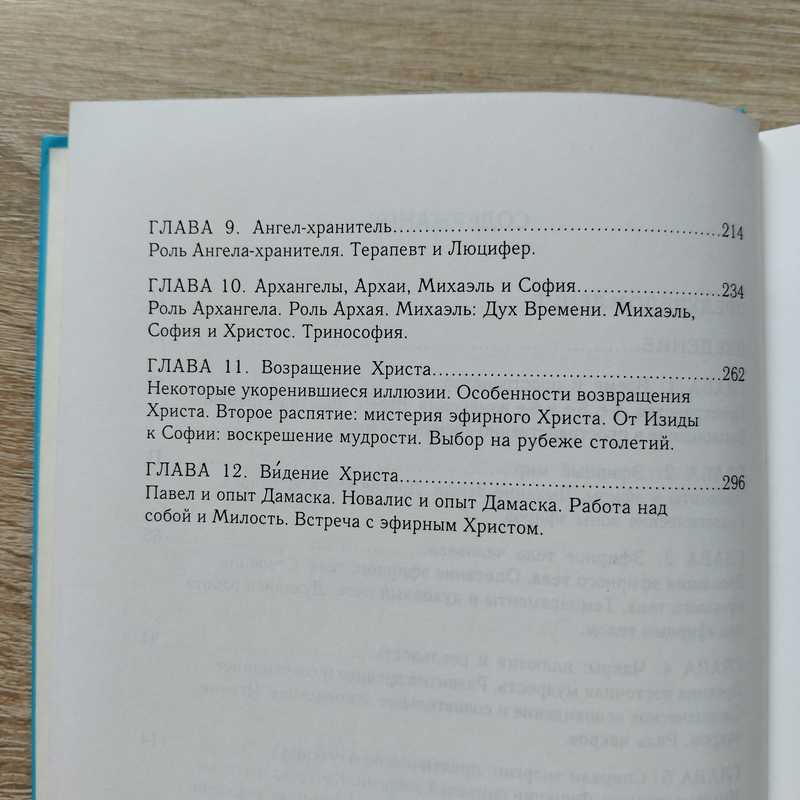 ГЛАВА 9. Ангел-хранитель........214
Роль Ангела-хранителя. Терапевт и Люцифер.
ГЛАВА 10. Архангелы, Архаи, Михаэль и София........234
Роль Архангела. Роль Архая. Михаэль: Дух Времени. Михаэль,
София и Христос. Тринософия.
ГЛАВА 11. Возращение Христа........262
Некоторые укоренившиеся иллюзии. Особенности возвращения
Христа. Второе распятие: мистерия эфирного Христа. От Изиды
к Софии: воскрешение мудрости. Выбор на рубеже столетий.
ГЛАВА 12. Ви́дение Христа........296
Павел и опыт Дамаска. Новалис и опыт Дамаска. Работа над
собой и Милость. Встреча с эфирным Христом.